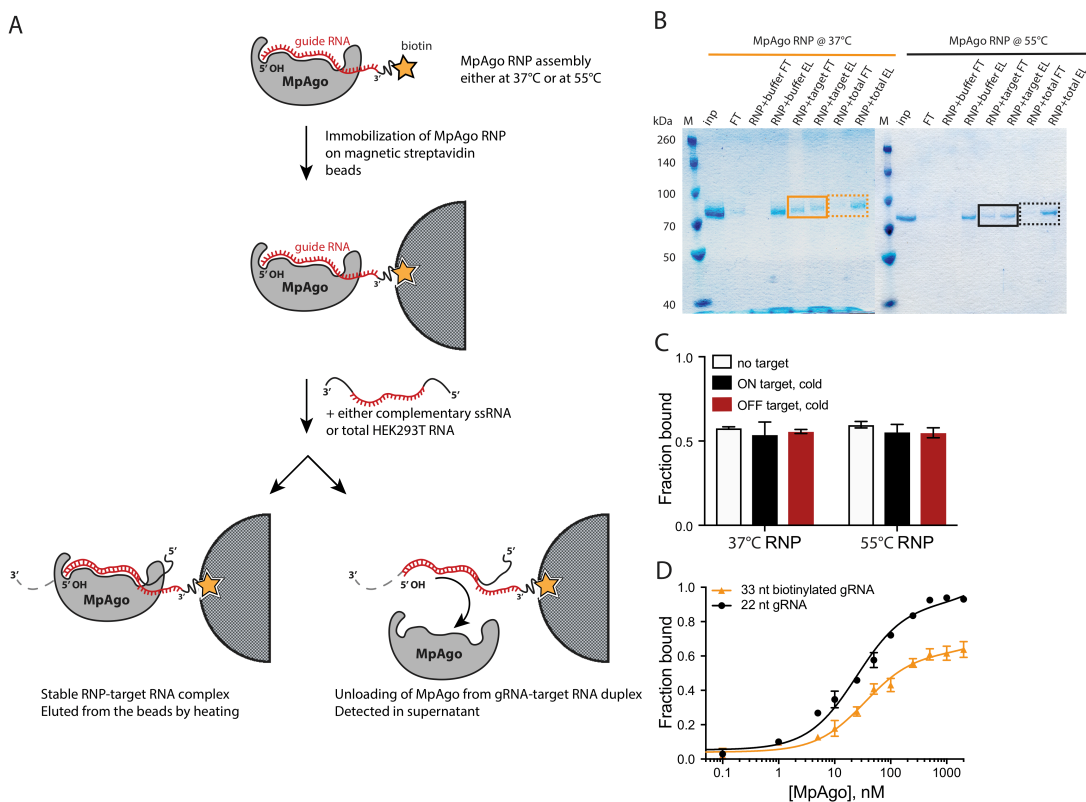 A
guide RNA
biotin
5' OH
MpAgo
3'
MpAgo RNP assembly
either at 37°C or at 55°C
Immobilization of MpAgo RNP
on magnetic streptavidin
beads
guide RNA
5' OH
MpAgo
3'
3'
5'
+ either complementary ssRNA
or total HEK293T RNA
3'
5'
5' OH
MpAgo
3'
Stable RNP-target RNA complex
Eluted from the beads by heating
3'
5'
5' OH
3'
MpAgo
Unloading of MpAgo from gRNA-target RNA duplex
Detected in supernatant
B
MpAgo RNP @ 37°C
MpAgo RNP @ 55°C
kDa
M
inp
FT
RNP+buffer FT
RNP+buffer EL
RNP+target FT
RNP+target EL
RNP+total FT
RNP+total EL
M
inp
FT
RNP+buffer FT
RNP+buffer EL
RNP+target FT
RNP+target EL
RNP+total FT
RNP+total EL
260
140
100
70
50
40
C
Fraction bound
1.0
0.5
0.0
no target
ON target, cold
OFF target, cold
37°C RNP
55°C RNP
D
Fraction bound
1.0
0.8
0.6
0.4
0.2
0.0
33 nt biotinylated gRNA
22 nt gRNA
0.1 1 10 100 1000
[MpAgo], nM